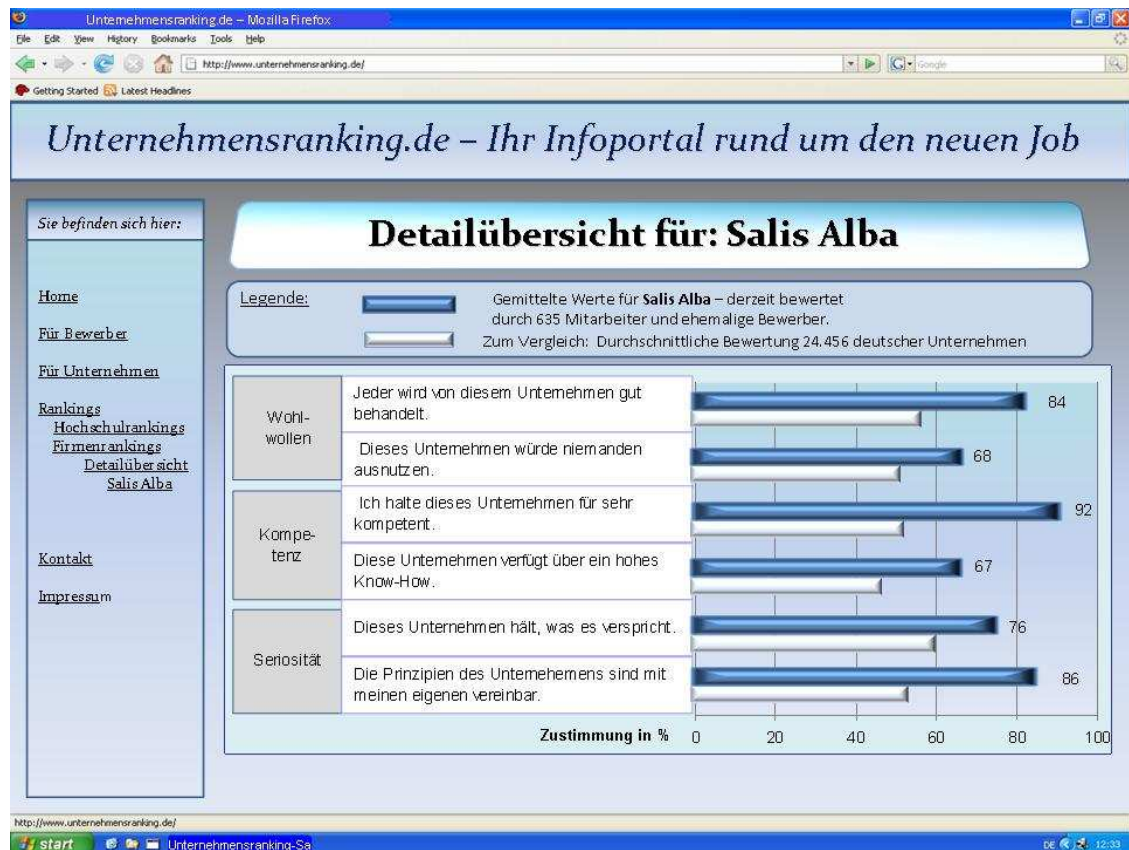 Unternehmensranking.de – Mozilla Firefox
File Edit View History Bookmarks Tools Help
http://www.unternehmensranking.de/
G Google
Getting Started Latest Headlines
Unternehmensranking.de – Ihr Infoportal rund um den neuen Job
Sie befinden sich hier:
Home
Für Bewerber
Für Unternehmen
Rankings
Hochschulrankings
Firmenrankings
Detailübersicht
Salis Alba
Kontakt
Impressum
Detailübersicht für: Salis Alba
Legende:
Gemittelte Werte für Salis Alba – derzeit bewertet
durch 635 Mitarbeiter und ehemalige Bewerber.
Zum Vergleich: Durchschnittliche Bewertung 24.456 deutscher Unternehmen
Wohl-
wollen
Jeder wird von diesem Unternehmen gut
behandelt.
84
Dieses Unternehmen würde niemanden
ausnutzen.
68
Kompe-
tenz
Ich halte dieses Unternehmen für sehr
kompetent.
92
Diese Unternehmen verfügt über ein hohes
Know-How.
67
Seriosität
Dieses Unternehmen hält, was es verspricht.
76
Die Prinzipien des Unternehemens sind mit
meinen eigenen vereinbar.
86
Zustimmung in % 0 20 40 60 80 100
http://www.unternehmensranking.de/
start Unternehmensranking-Sa DE 12:33